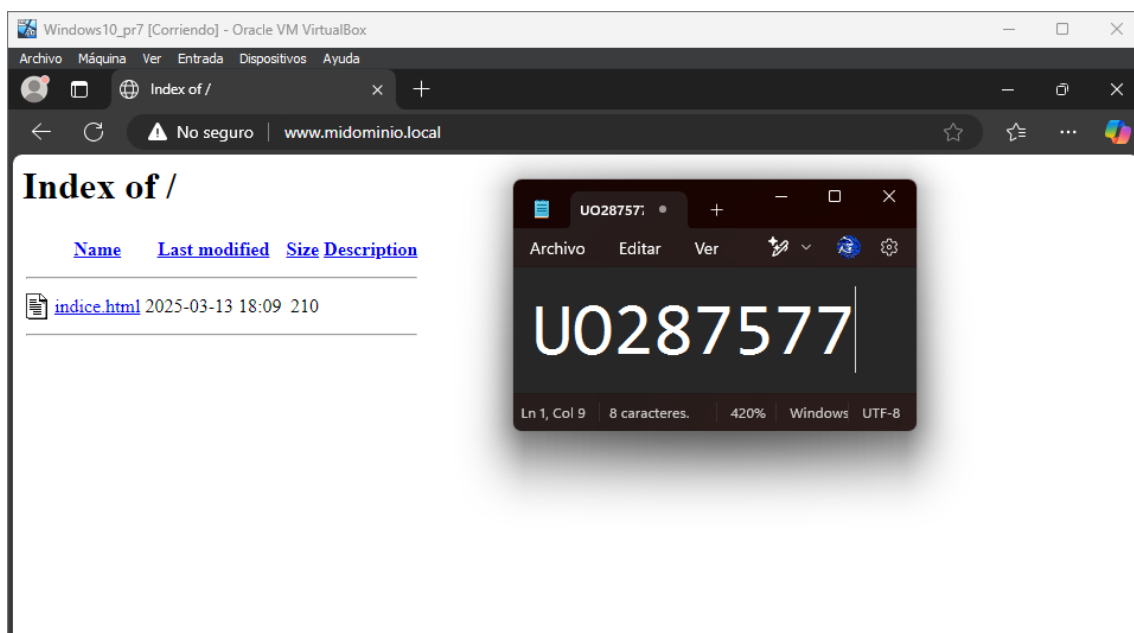 Windows10_pr7 [Corriendo] - Oracle VM VirtualBox
Archivo Máquina Ver Entrada Dispositivos Ayuda
Index of /
No seguro www.midominio.local
Index of /
Name Last modified Size Description
indice.html 2025-03-13 18:09 210
UO287577
Archivo Editar Ver
UO287577
Ln 1, Col 9 8 caracteres. 420% Windows UTF-8